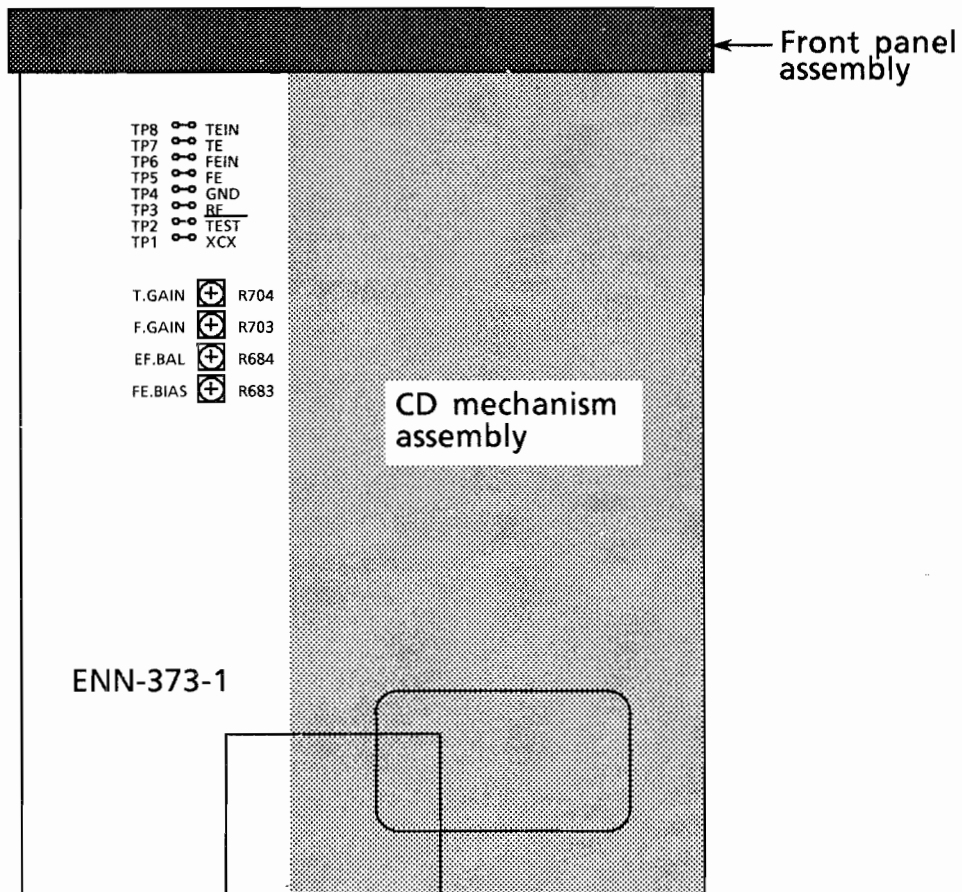 Front panel
assembly
TP8 TEIN
TP7 TE
TP6 FEIN
TP5 FE
TP4 GND
TP3 RF
TP2 TEST
TP1 XCX
T.GAIN R704
F.GAIN R703
EF.BAL R684
FE.BIAS R683
CD mechanism
assembly
ENN-373-1